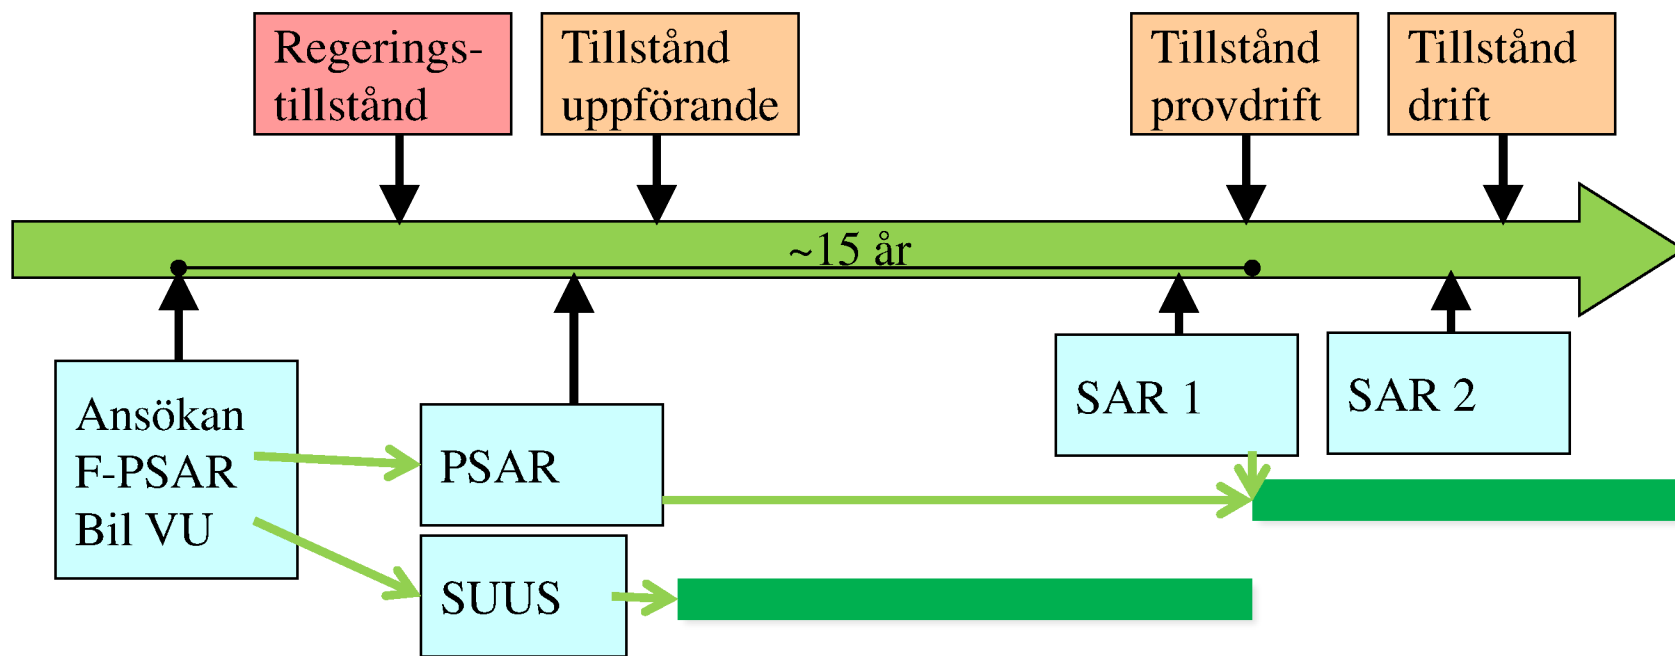 Regerings-
tillstånd
Tillstånd
uppförande
Tillstånd
provdrift
Tillstånd
drift
~15 år
Ansökan
F-PSAR
Bil VU
PSAR
SUUS
SAR 1
SAR 2